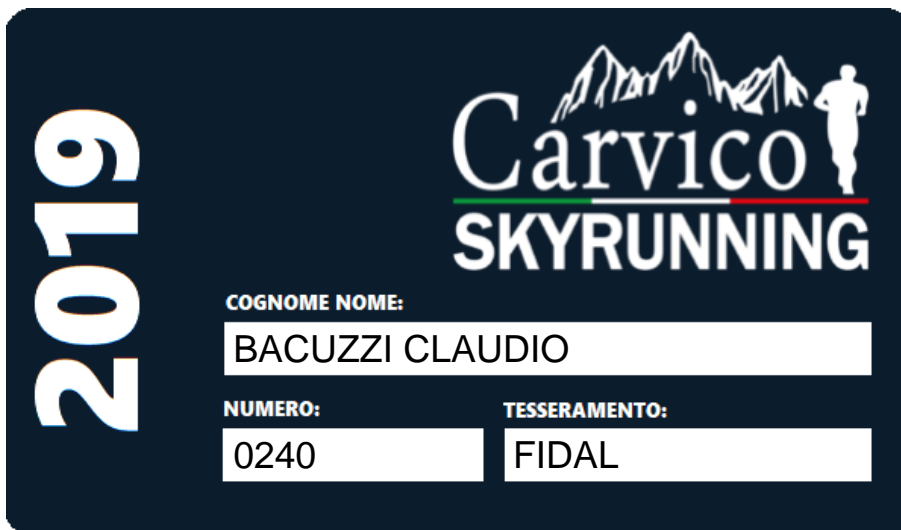 2019
Carvico
SKYRUNNING
COGNOME NOME:
BACUZZI CLAUDIO
NUMERO: TESSERAMENTO:
0240 FIDAL